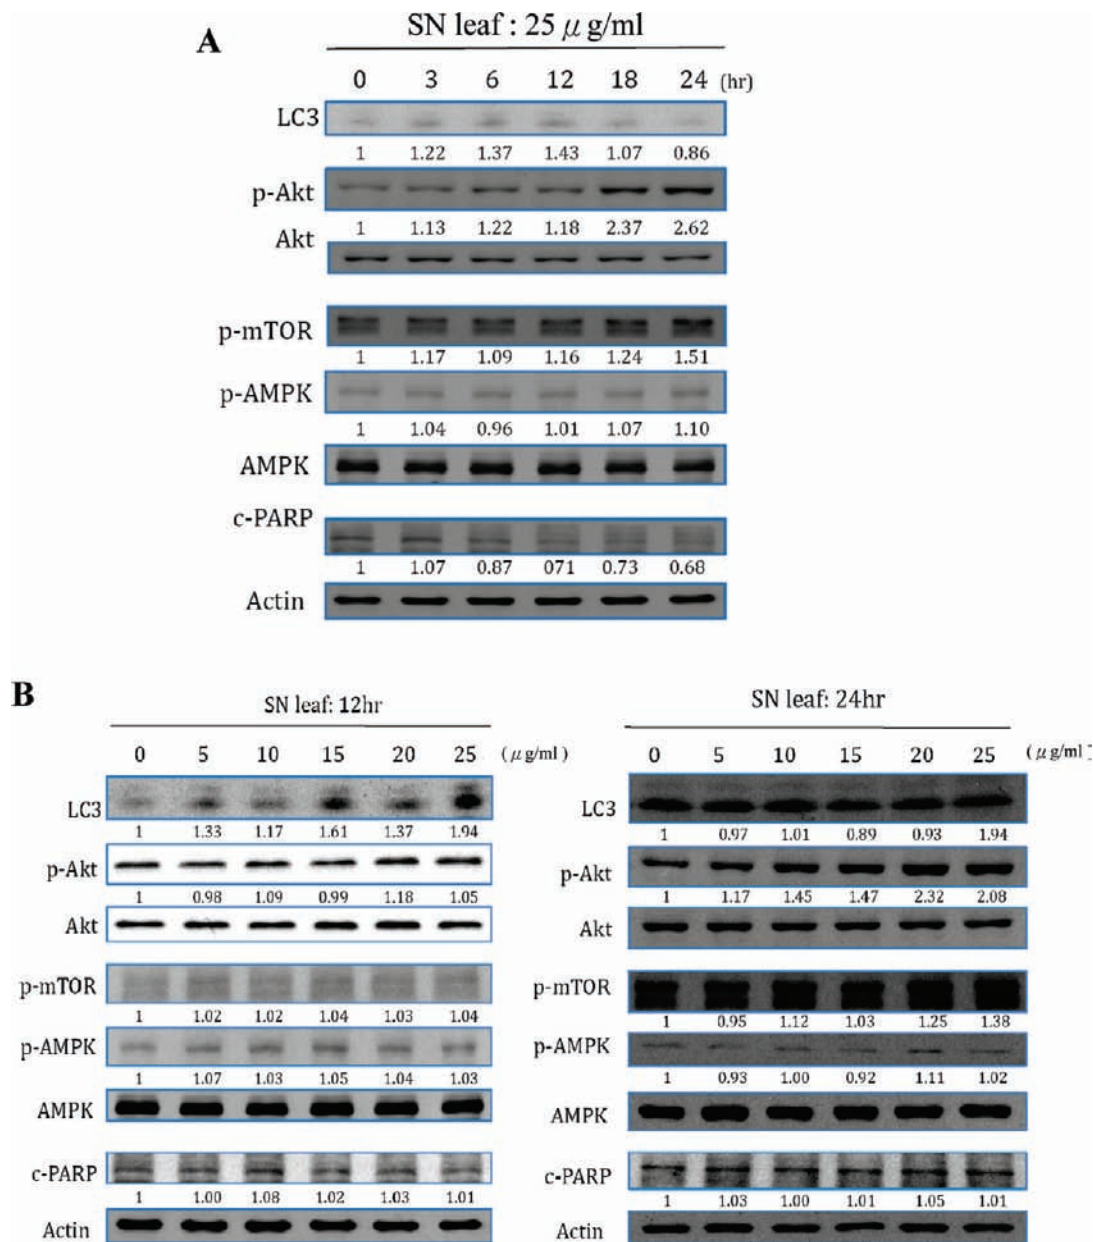 A
SN leaf : 25 μ g/ml
0 3 6 12 18 24 (hr)
LC3
1 1.22 1.37 1.43 1.07 0.86
p-Akt
1 1.13 1.22 1.18 2.37 2.62
Akt
p-mTOR
1 1.17 1.09 1.16 1.24 1.51
p-AMPK
1 1.04 0.96 1.01 1.07 1.10
AMPK
c-PARP
1 1.07 0.87 071 0.73 0.68
Actin
B
SN leaf: 12hr
0 5 10 15 20 25 (μg/ml)
LC3
1 1.33 1.17 1.61 1.37 1.94
p-Akt
1 0.98 1.09 0.99 1.18 1.05
Akt
p-mTOR
1 1.02 1.02 1.04 1.03 1.04
p-AMPK
1 1.07 1.03 1.05 1.04 1.03
AMPK
c-PARP
1 1.00 1.08 1.02 1.03 1.01
Actin
SN leaf: 24hr
0 5 10 15 20 25 (μg/ml)
LC3
1 0.97 1.01 0.89 0.93 1.94
p-Akt
1 1.17 1.45 1.47 2.32 2.08
Akt
p-mTOR
1 0.95 1.12 1.03 1.25 1.38
p-AMPK
1 0.93 1.00 0.92 1.11 1.02
AMPK
c-PARP
1 1.03 1.00 1.01 1.05 1.01
Actin